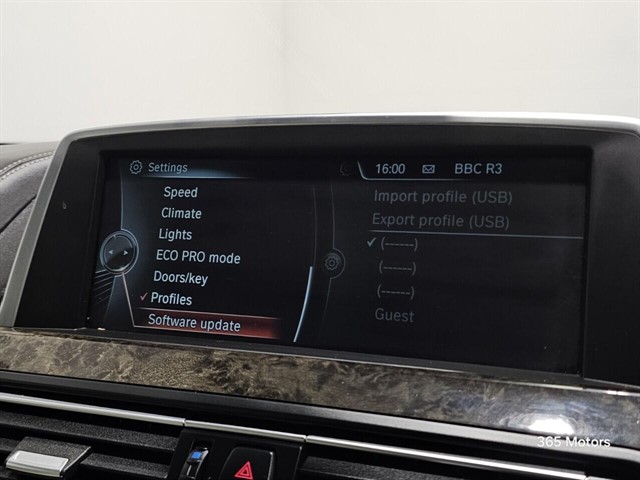 Settings
16:00
BBC R3
Speed
Climate
Lights
ECO PRO mode
Doors/key
✓ Profiles
Software update
Import profile (USB)
Export profile (USB)
✓ (------)
(------)
(------)
Guest
365 Motors